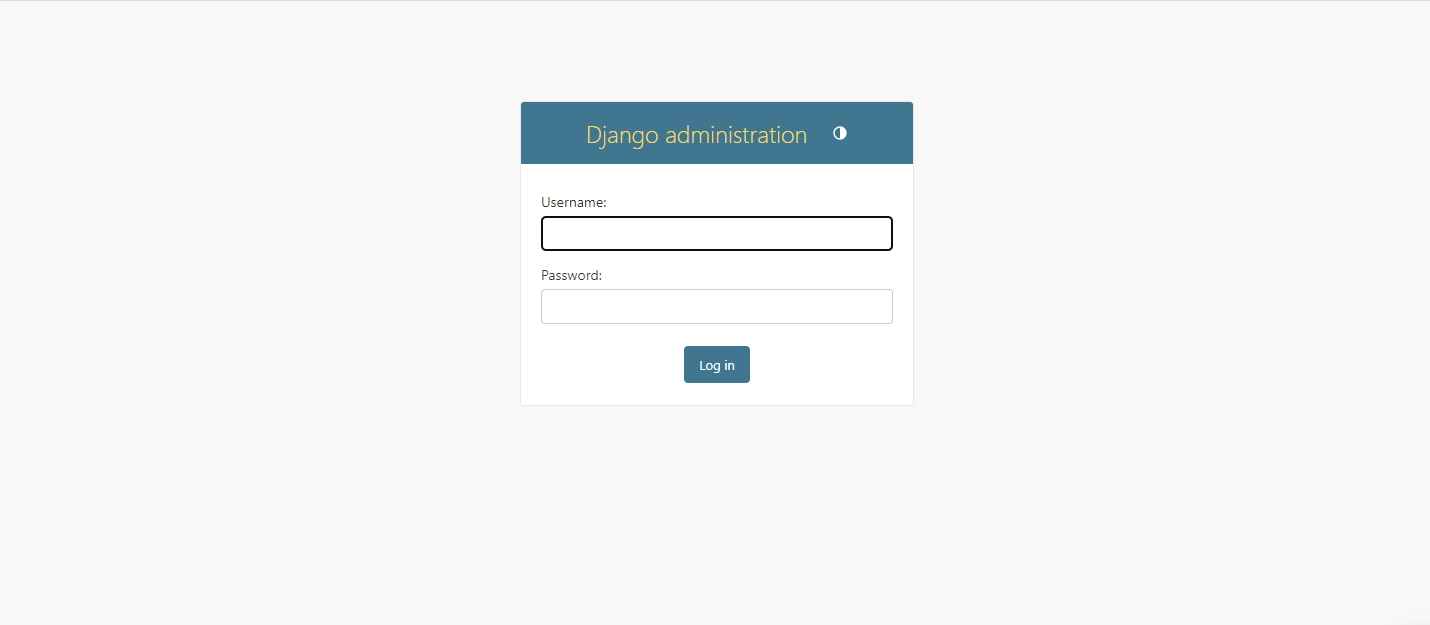 Django administration
Username:
Password:
Log in